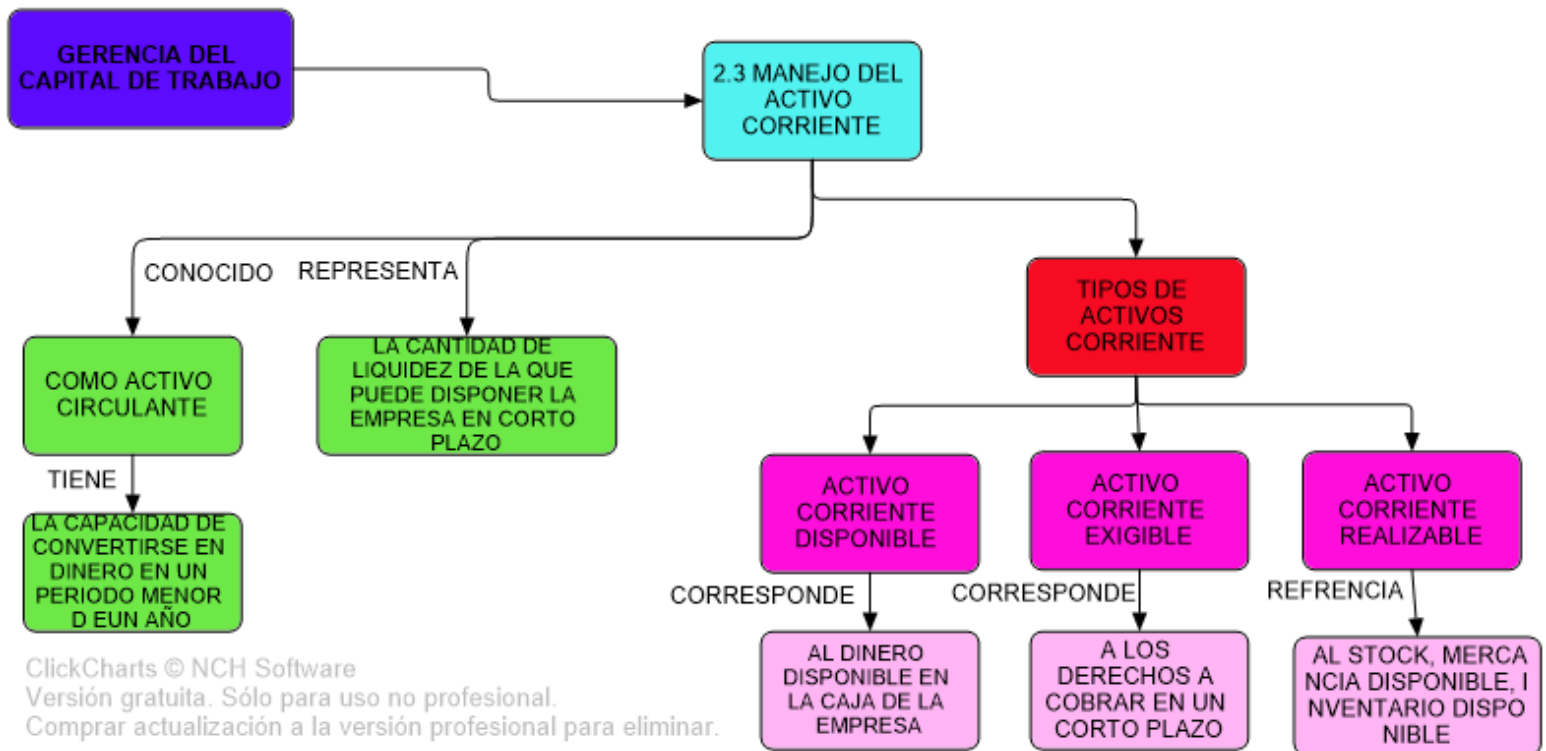 GERENCIA DEL
CAPITAL DE TRABAJO
2.3 MANEJO DEL
ACTIVO
CORRIENTE
CONOCIDO
REPRESENTA
COMO ACTIVO
CIRCULANTE
LA CANTIDAD DE
LIQUIDEZ DE LA QUE
PUEDE DISPONER LA
EMPRESA EN CORTO
PLAZO
TIPOS DE
ACTIVOS
CORRIENTE
TIENE
LA CAPACIDAD DE
CONVERTIRSE EN
DINERO EN UN
PERIODO MENOR
D EUN AÑO
ACTIVO
CORRIENTE
DISPONIBLE
ACTIVO
CORRIENTE
EXIGIBLE
ACTIVO
CORRIENTE
REALIZABLE
CORRESPONDE
CORRESPONDE
REFRENCIA
AL DINERO
DISPONIBLE EN
LA CAJA DE LA
EMPRESA
A LOS
DERECHOS A
COBRAR EN UN
CORTO PLAZO
AL STOCK, MERCA
NCIA DISPONIBLE, I
NVENTARIO DISPO
NIBLE
ClickCharts © NCH Software
Versión gratuita. Sólo para uso no profesional.
Comprar actualización a la versión profesional para eliminar.